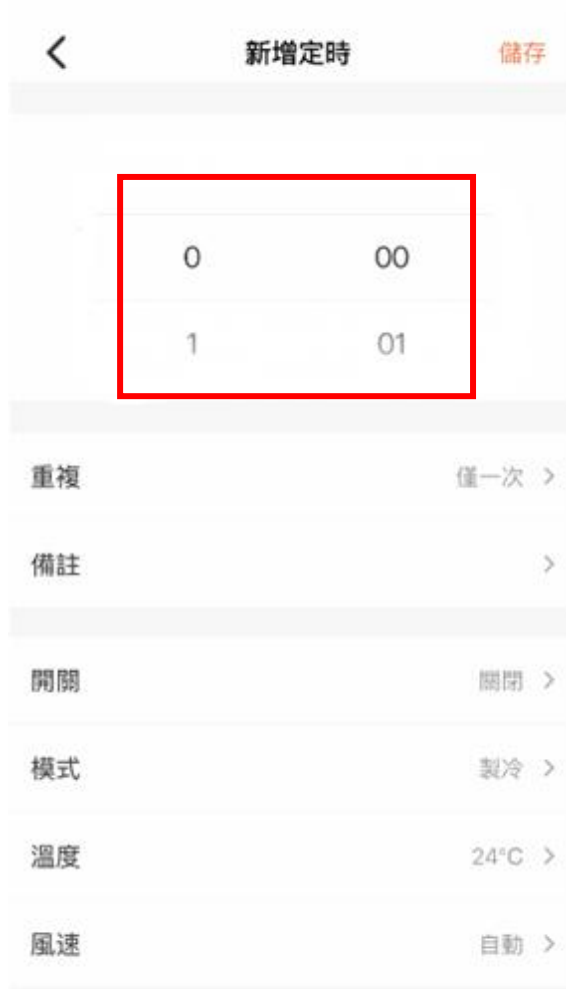 新增定時 儲存
0 00
1 01
重複 僅一次
備註
開關 關閉
模式 製冷
溫度 24°C
風速 自動